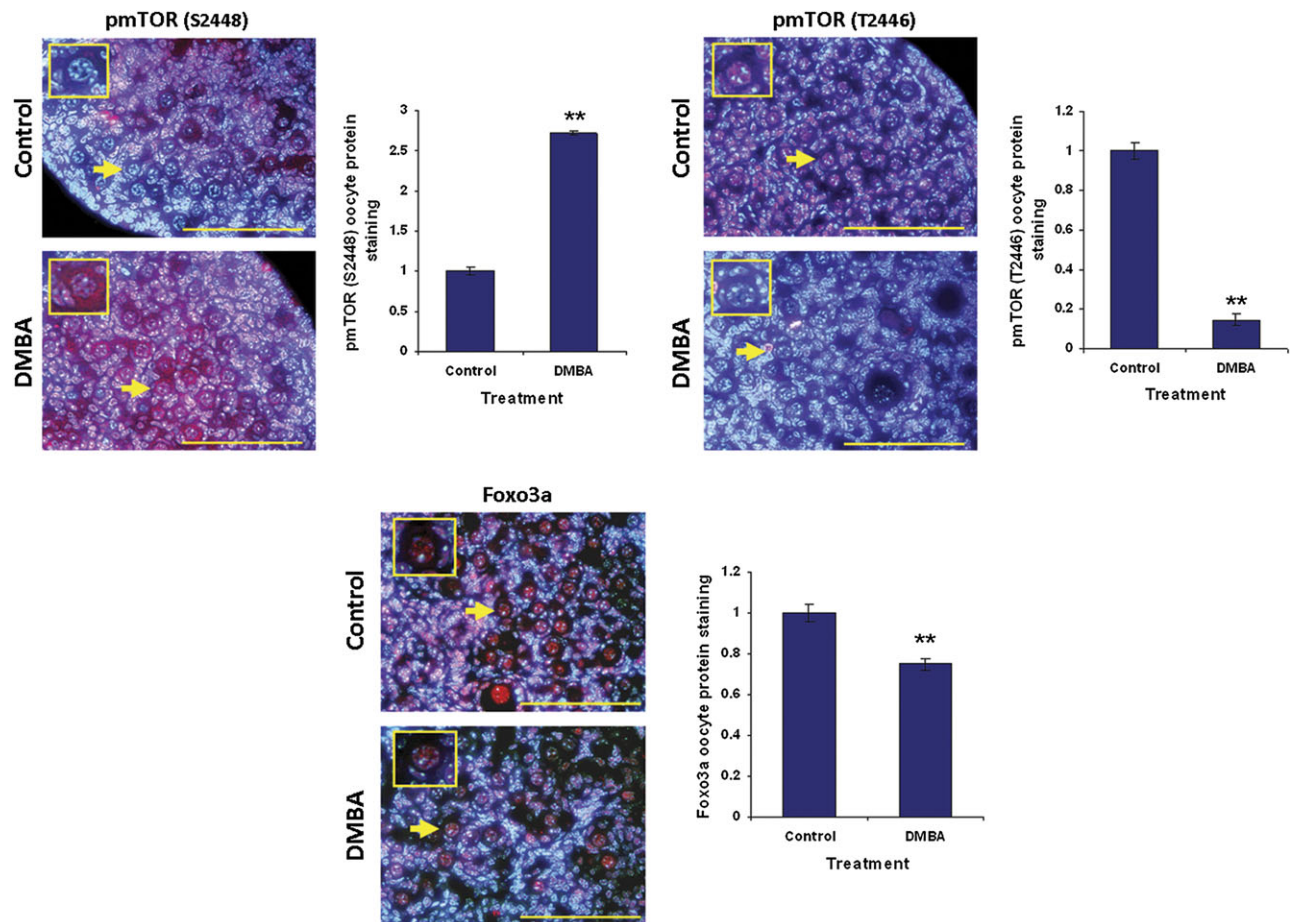 pmTOR (S2448)
Control
DMBA
pmTOR (S2448) oocyte protein
staining
3
2.5
2
1.5
1
0.5
0
**
Control
DMBA
Treatment
pmTOR (T2446)
Control
DMBA
pmTOR (T2446) oocyte protein
staining
1.2
1
0.8
0.6
0.4
0.2
0
**
Control
DMBA
Treatment
Foxo3a
Control
DMBA
Foxo3a oocyte protein staining
1.2
1
0.8
0.6
0.4
0.2
0
**
Control
DMBA
Treatment